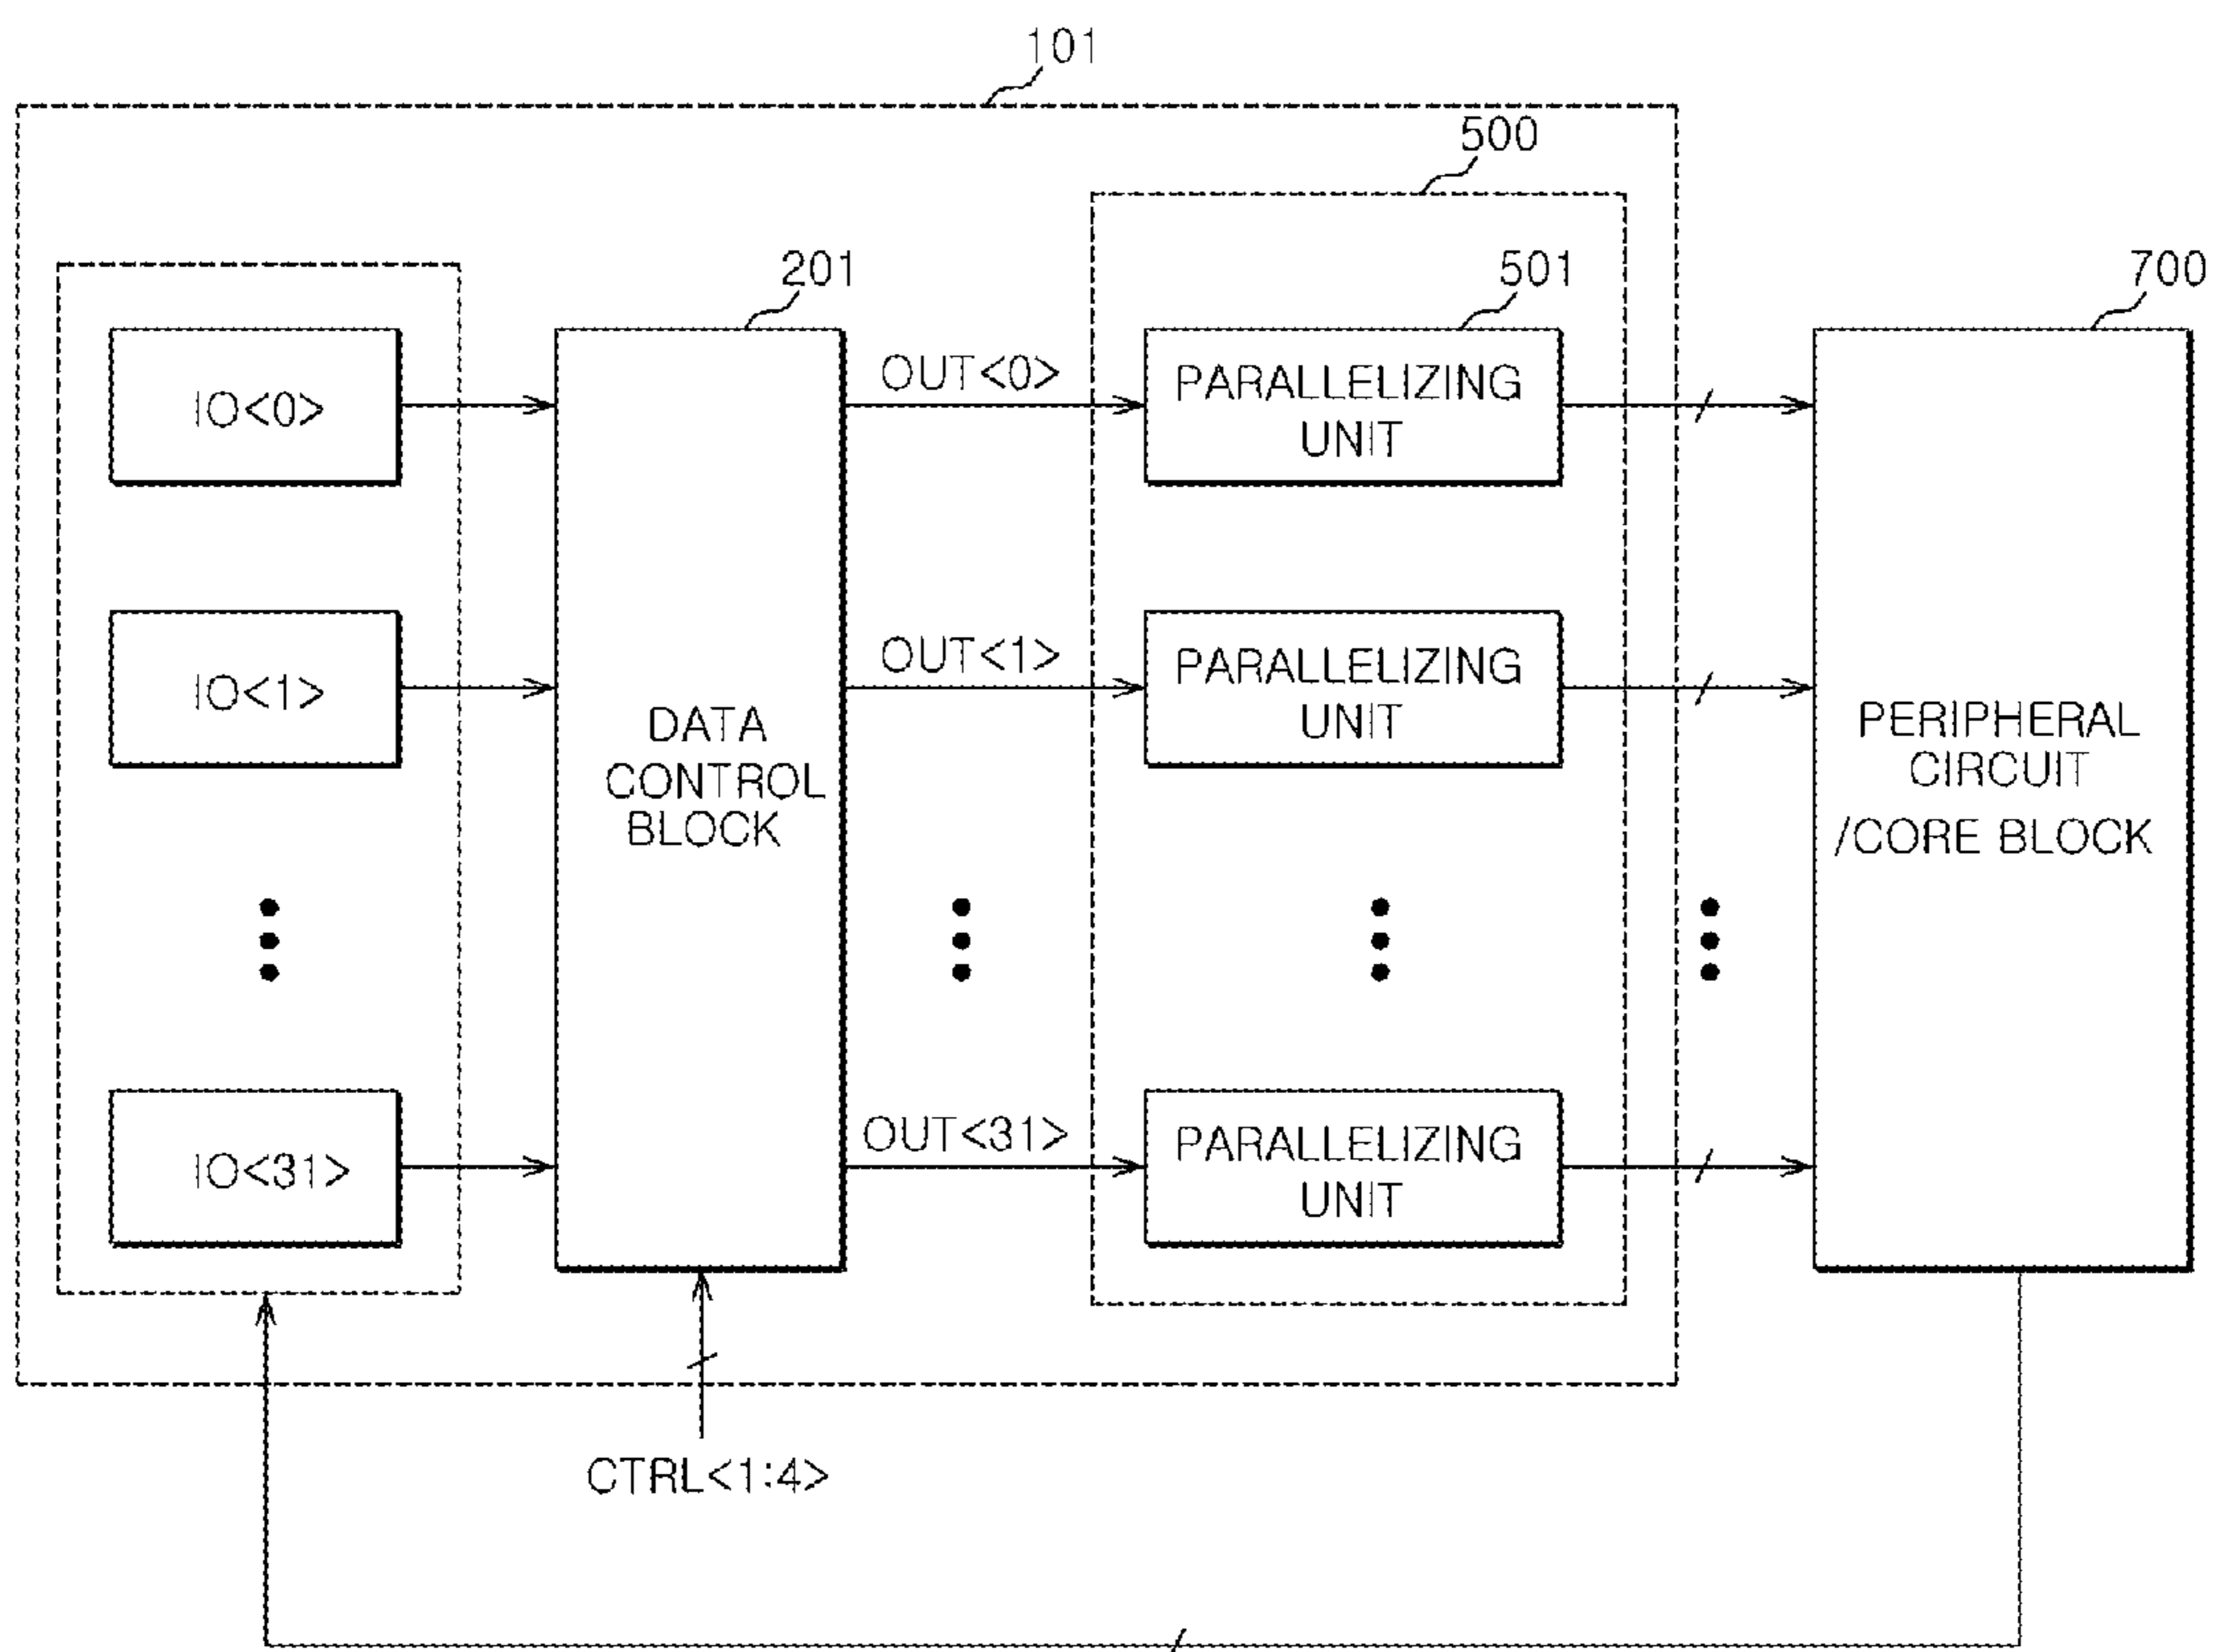 101
500
201
501
700
IO<0>
OUT<0>
PARALLELIZING
UNIT
IO<1>
OUT<1>
PARALLELIZING
UNIT
DATA
CONTROL
BLOCK
PERIPHERAL
CIRCUIT
/CORE BLOCK
IO<31>
OUT<31>
PARALLELIZING
UNIT
CTRL<1:4>